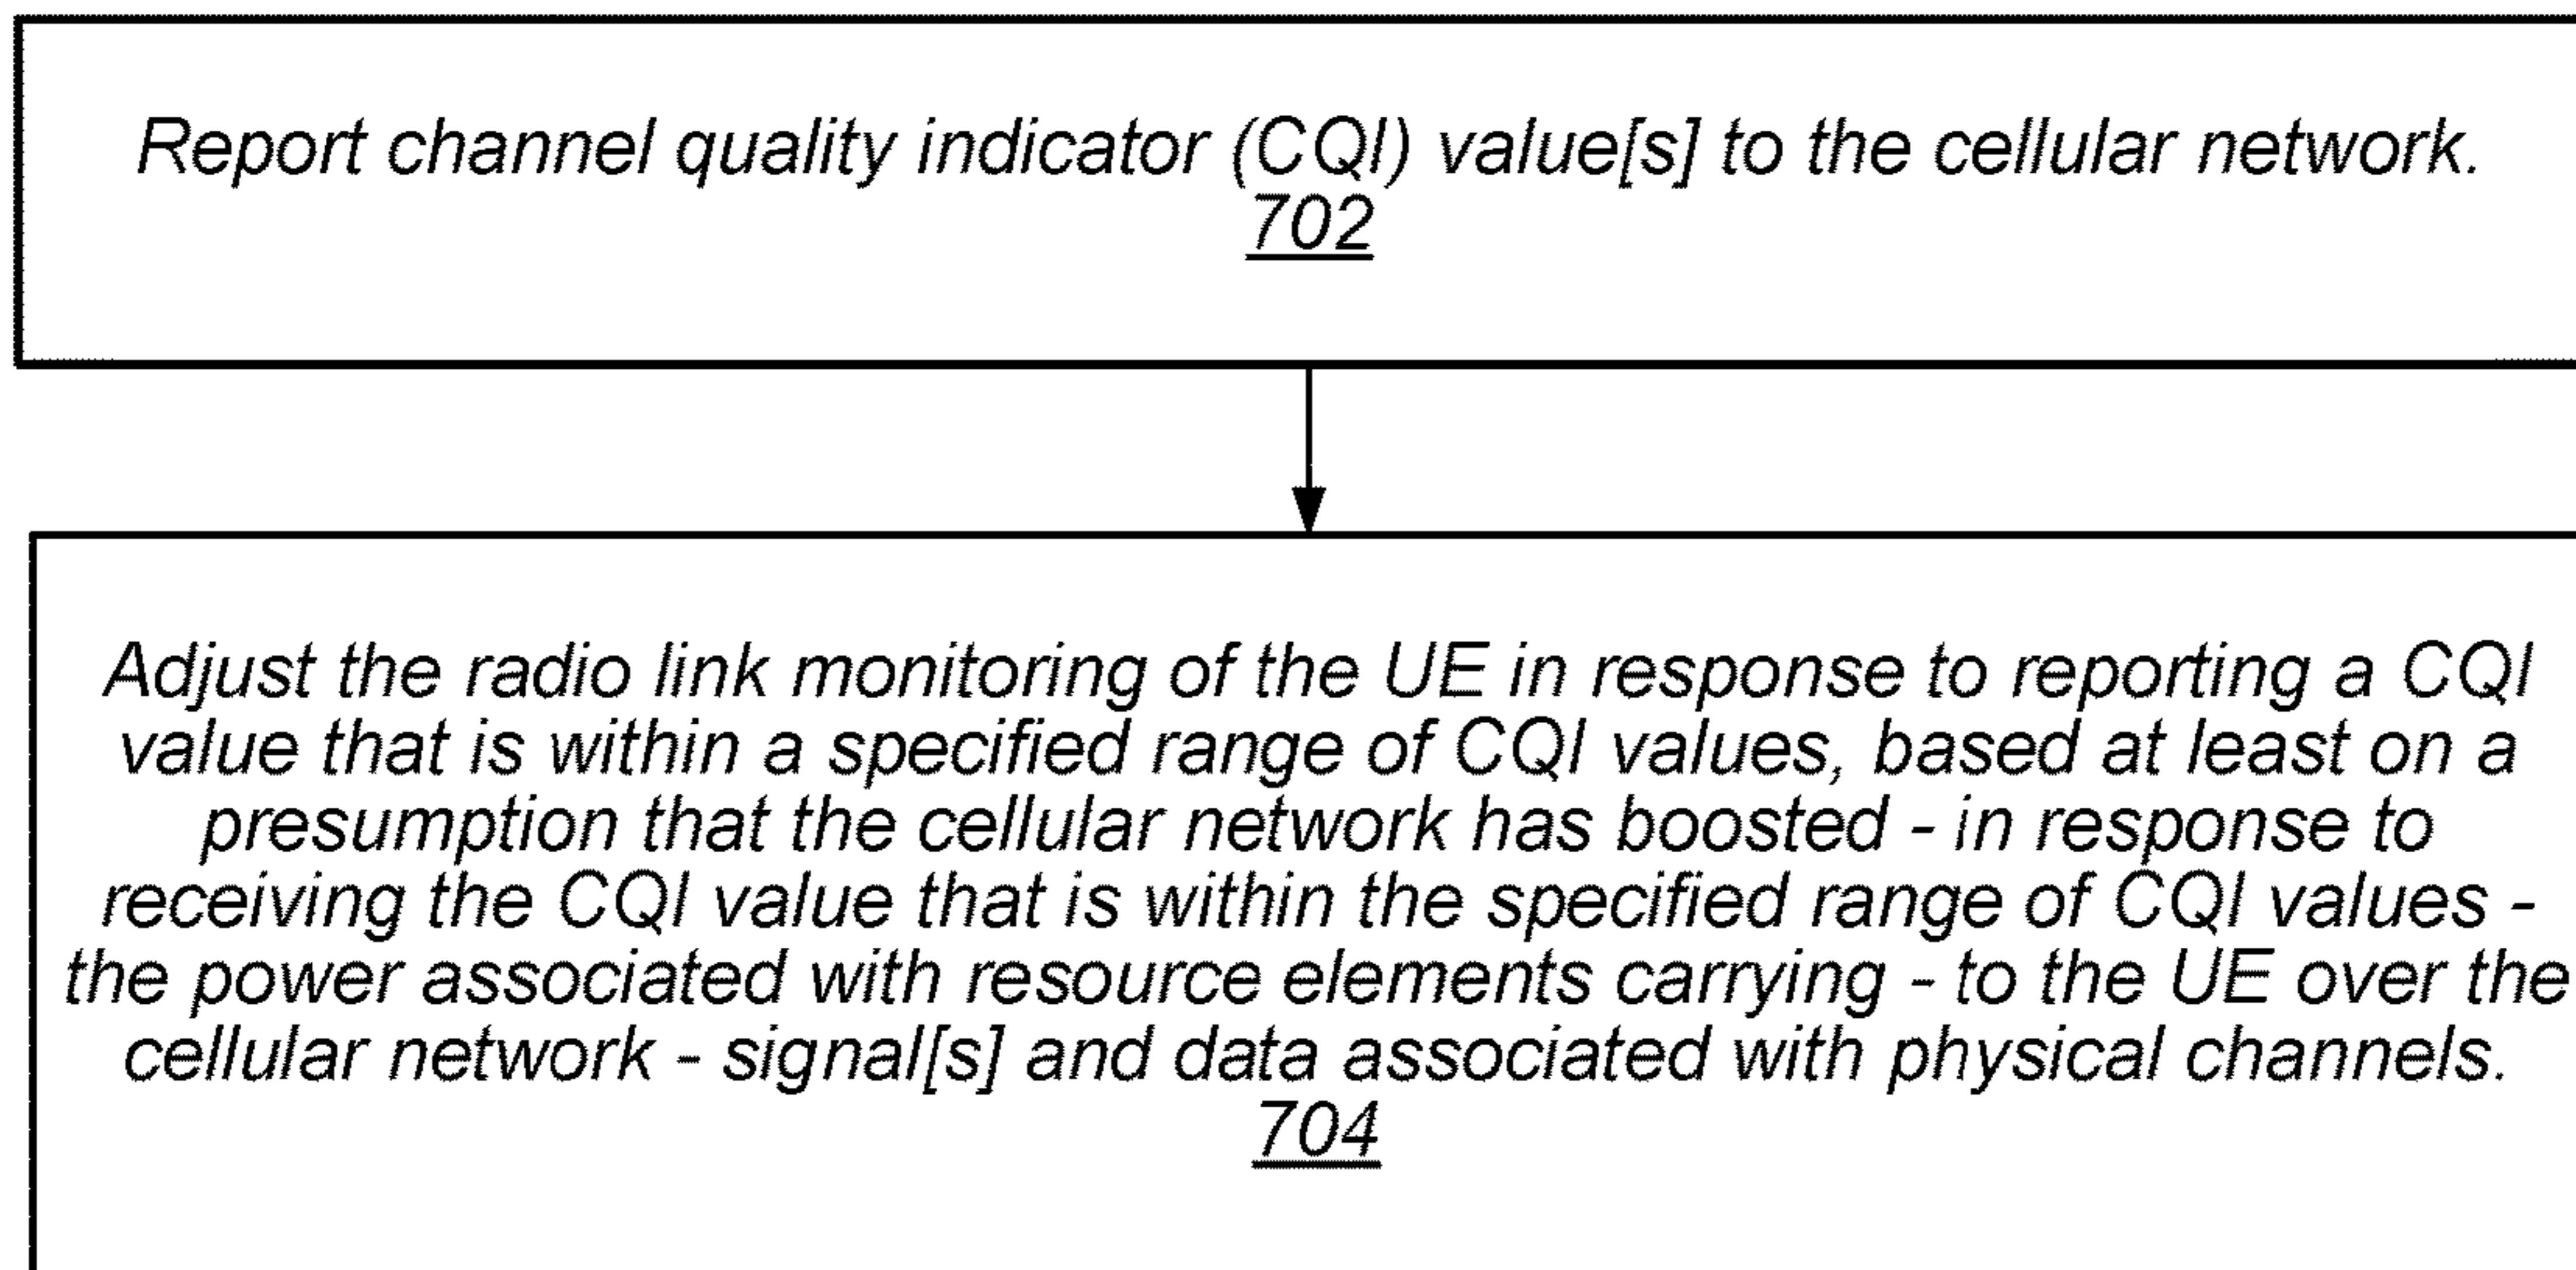 Report channel quality indicator (CQI) value[s] to the cellular network.
702
Adjust the radio link monitoring of the UE in response to reporting a CQI
value that is within a specified range of CQI values, based at least on a
presumption that the cellular network has boosted - in response to
receiving the CQI value that is within the specified range of CQI values -
the power associated with resource elements carrying - to the UE over the
cellular network - signal[s] and data associated with physical channels.
704